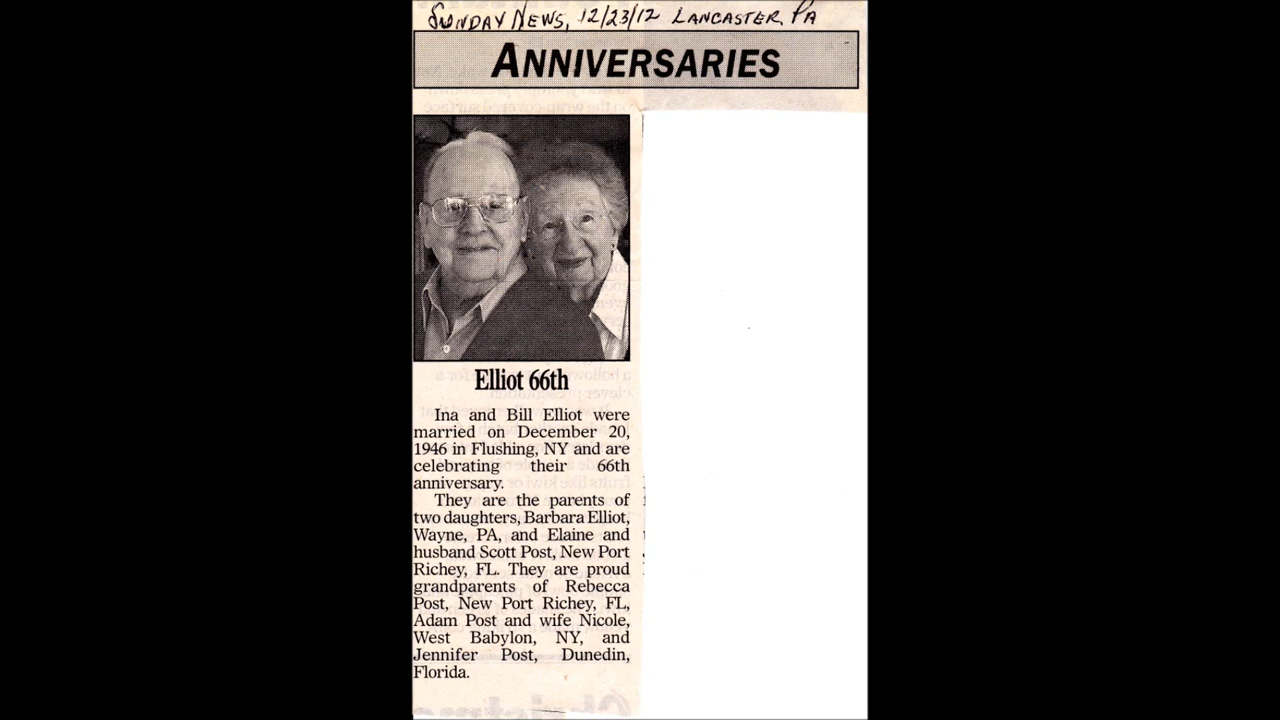 SUNDAY NEWS, 12/23/12 LANCASTER, PA
ANNIVERSARIES
Elliot 66th
Ina and Bill Elliot were
married on December 20,
1946 in Flushing, NY and are
celebrating their 66th
anniversary.
They are the parents of
two daughters, Barbara Elliot,
Wayne, PA, and Elaine and
husband Scott Post, New Port
Richey, FL. They are proud
grandparents of Rebecca
Post, New Port Richey, FL,
Adam Post and wife Nicole,
West Babylon, NY, and
Jennifer Post, Dunedin,
Florida.